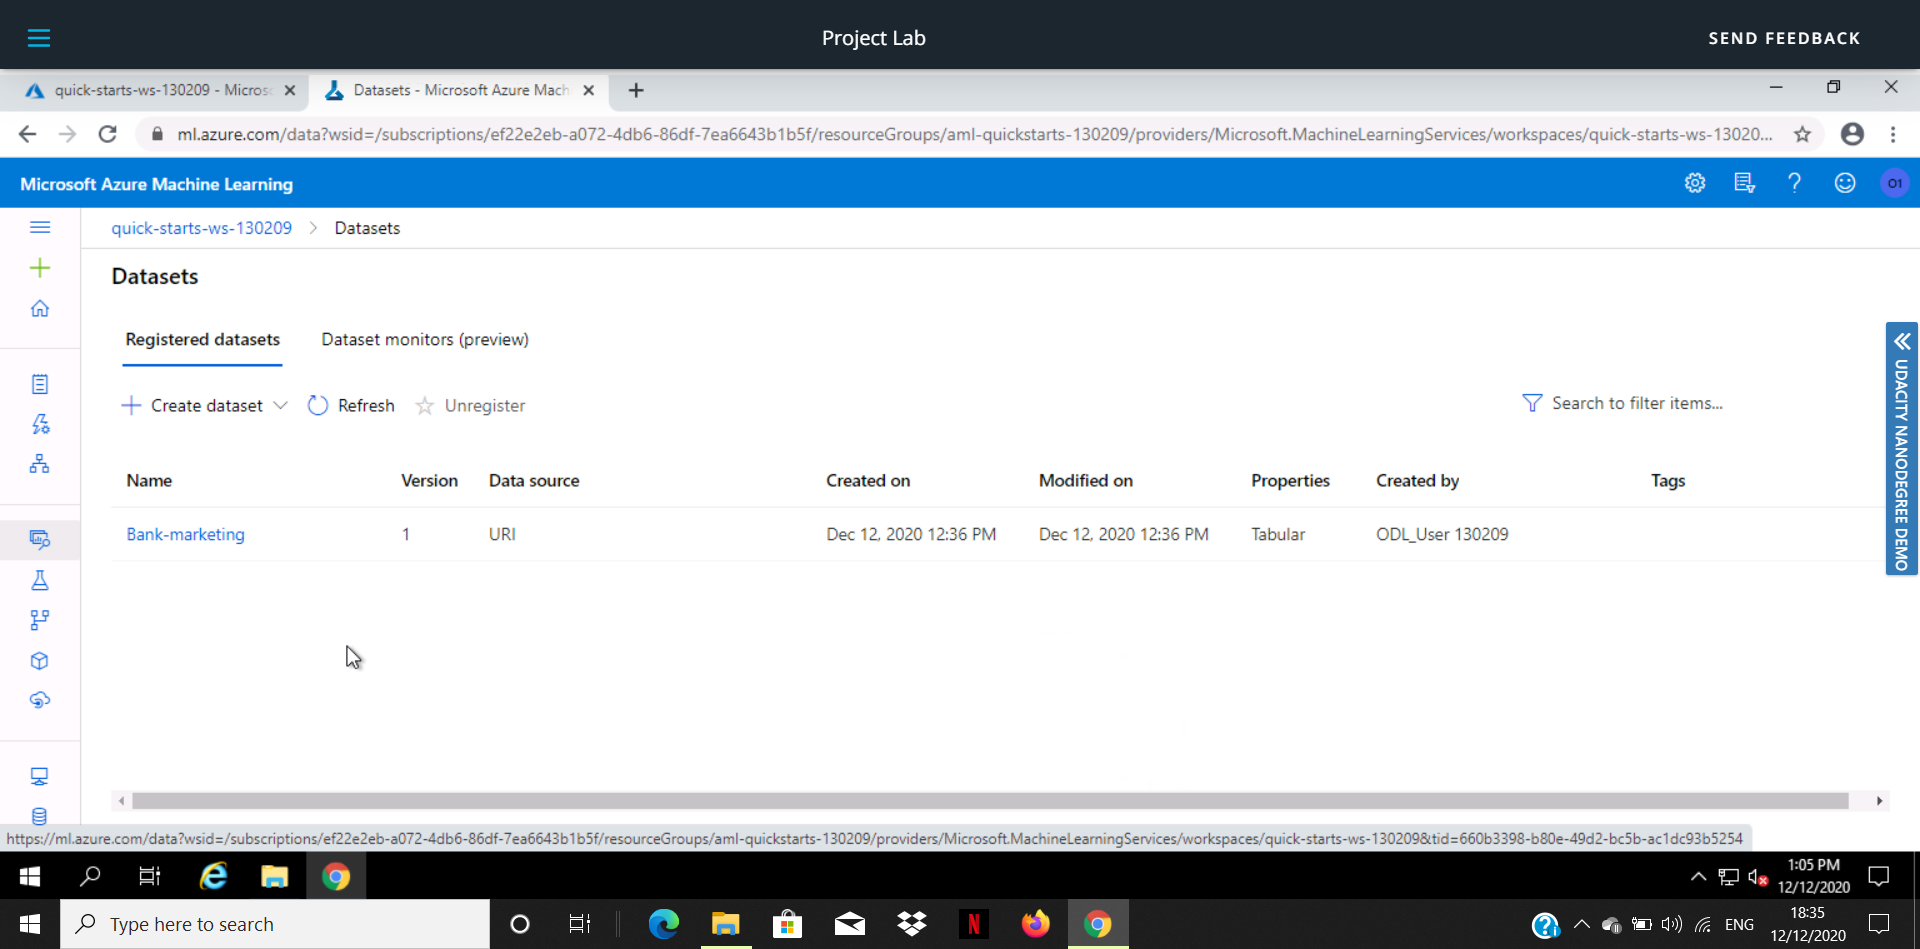 Project Lab
SEND FEEDBACK
quick-starts-ws-130209 - Micros
Datasets - Microsoft Azure Mach
ml.azure.com/data?wsid=/subscriptions/ef22e2eb-a072-4db6-86df-7ea6643b1b5f/resourceGroups/aml-quickstarts-130209/providers/Microsoft.MachineLearningServices/workspaces/quick-starts-ws-13020...
Microsoft Azure Machine Learning
O1
quick-starts-ws-130209 > Datasets
Datasets
Registered datasets
Dataset monitors (preview)
Create dataset
Refresh
Unregister
Search to filter items...
UDACITY NANODEGREE DEMO
Name Version Data source Created on Modified on Properties Created by Tags
Bank-marketing 1 URI Dec 12, 2020 12:36 PM Dec 12, 2020 12:36 PM Tabular ODL_User 130209
https://ml.azure.com/data?wsid=/subscriptions/ef22e2eb-a072-4db6-86df-7ea6643b1b5f/resourceGroups/aml-quickstarts-130209/providers/Microsoft.MachineLearningServices/workspaces/quick-starts-ws-130209&tid=660b3398-b80e-49d2-bc5b-ac1dc93b5254
1:05 PM
12/12/2020
Type here to search
N
ENG
18:35
12/12/2020